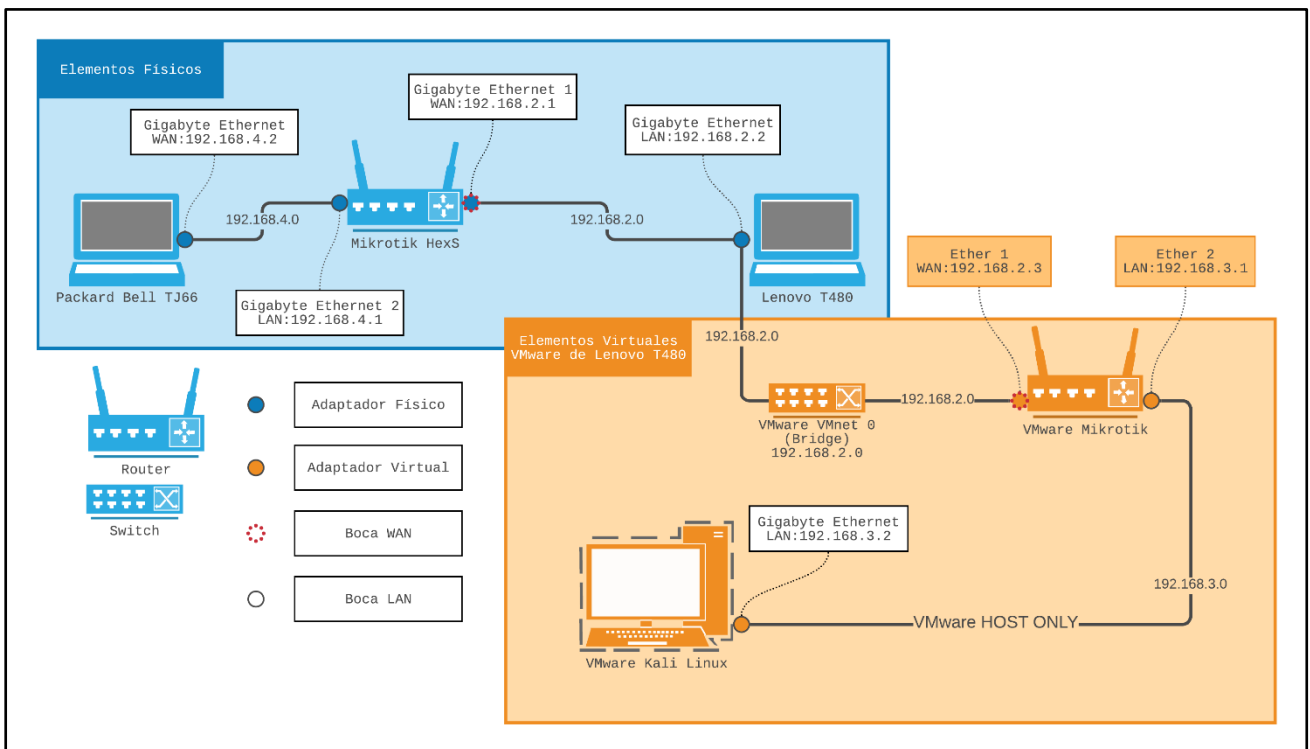 Elementos Físicos
Gigabyte Ethernet 1
WAN:192.168.2.1
Gigabyte Ethernet
WAN:192.168.4.2
Gigabyte Ethernet
LAN:192.168.2.2
192.168.4.0
192.168.2.0
Mikrotik HexS
Packard Bell TJ66
Lenovo T480
Gigabyte Ethernet 2
LAN:192.168.4.1
Ether 1
WAN:192.168.2.3
Ether 2
LAN:192.168.3.1
Elementos Virtuales
VMware de Lenovo T480
192.168.2.0
192.168.2.0
VMware VMnet 0
(Bridge)
192.168.2.0
VMware Mikrotik
Router
Switch
Adaptador Físico
Adaptador Virtual
Boca WAN
Boca LAN
Gigabyte Ethernet
LAN:192.168.3.2
192.168.3.0
VMware HOST ONLY
VMware Kali Linux